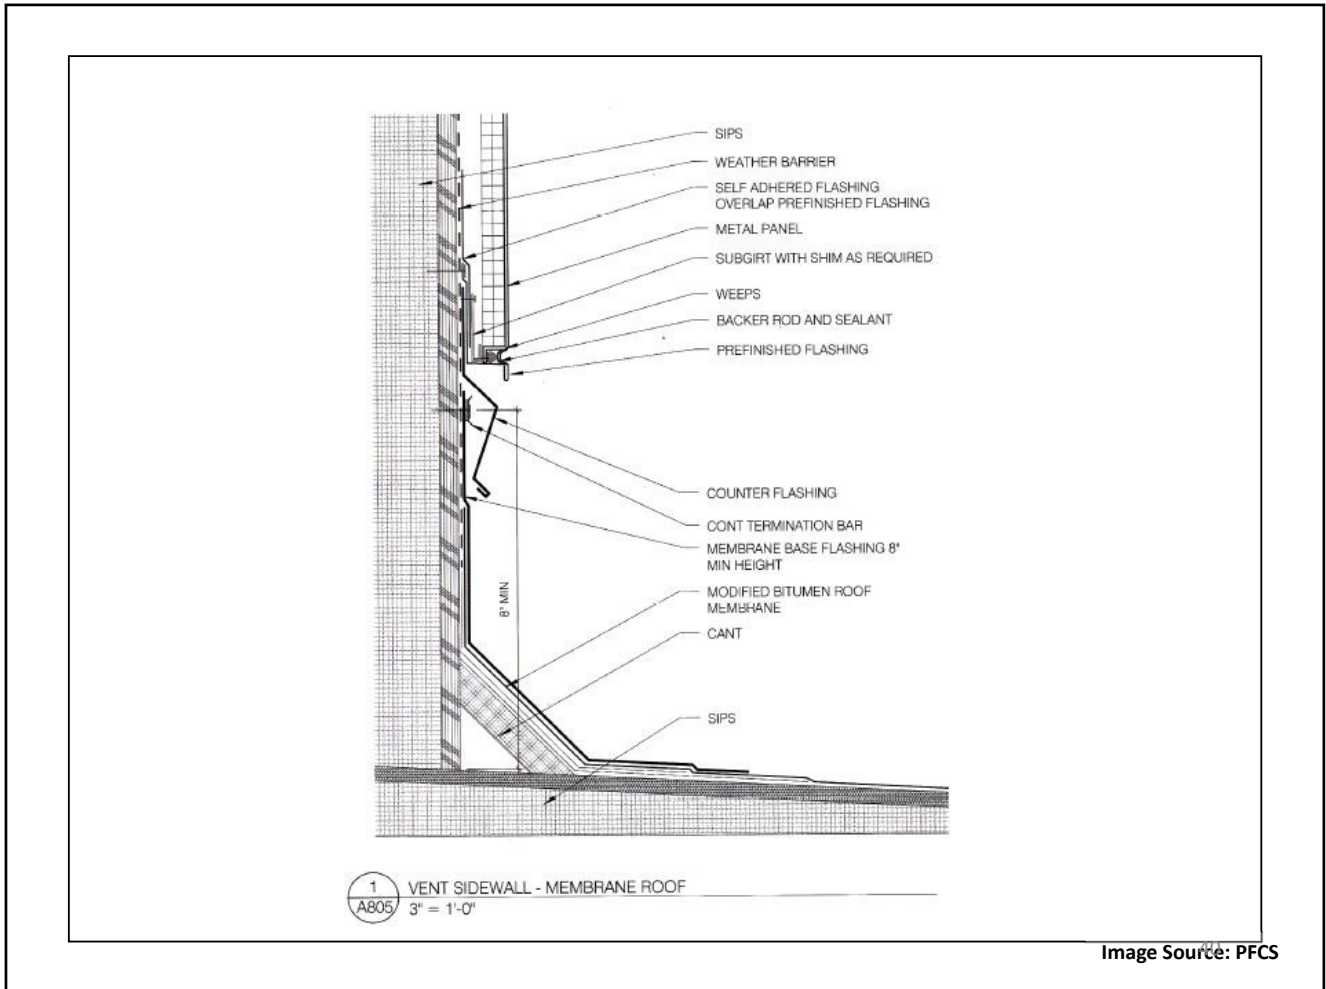 SIPS
WEATHER BARRIER
SELF ADHERED FLASHING
OVERLAP PREFINISHED FLASHING
METAL PANEL
SUBGIRT WITH SHIM AS REQUIRED
WEEPS
BACKER ROD AND SEALANT
PREFINISHED FLASHING
COUNTER FLASHING
CONT TERMINATION BAR
MEMBRANE BASE FLASHING 8"
MIN HEIGHT
8" MIN
MODIFIED BITUMEN ROOF
MEMBRANE
CANT
SIPS
1
A805
VENT SIDEWALL - MEMBRANE ROOF
3" = 1'-0"
40
Image Source: PFCS